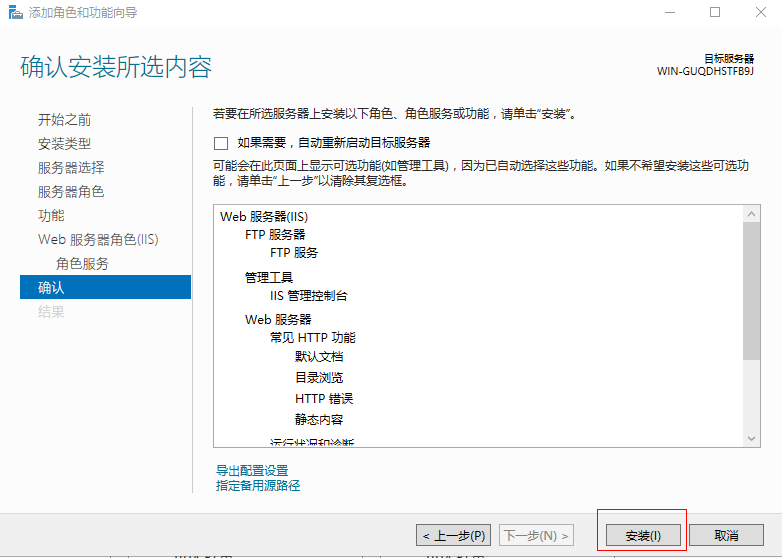 添加角色和功能向导
确认安装所选内容
目标服务器
WIN-GUQDHSTFB9J
开始之前
安装类型
服务器选择
服务器角色
功能
Web 服务器角色(IIS)
角色服务
确认
结果
若要在所选服务器上安装以下角色、角色服务或功能，请单击“安装”。
如果需要，自动重新启动目标服务器
可能会在此页面上显示可选功能(如管理工具)，因为已自动选择这些功能。如果不希望安装这些可选功
能，请单击“上一步”以清除其复选框。
Web 服务器(IIS)
FTP 服务器
FTP 服务
管理工具
IIS 管理控制台
Web 服务器
常见 HTTP 功能
默认文档
目录浏览
HTTP 错误
静态内容
运行状况和诊断
导出配置设置
指定备用源路径
< 上一步(P)
下一步(N) >
安装(I)
取消